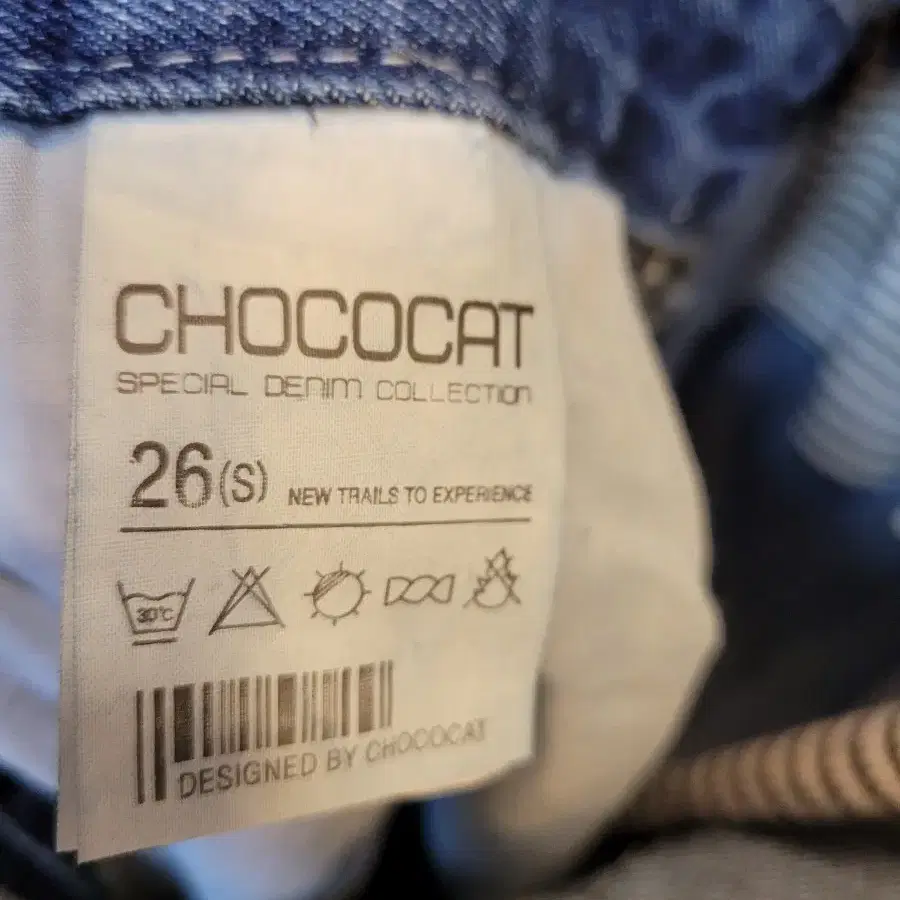 CHOCOCAT
SPECIAL DENIM COLLECTION
26(S) NEW TRAILS TO EXPERIENCE
30°C
DESIGNED BY CHOCOCAT